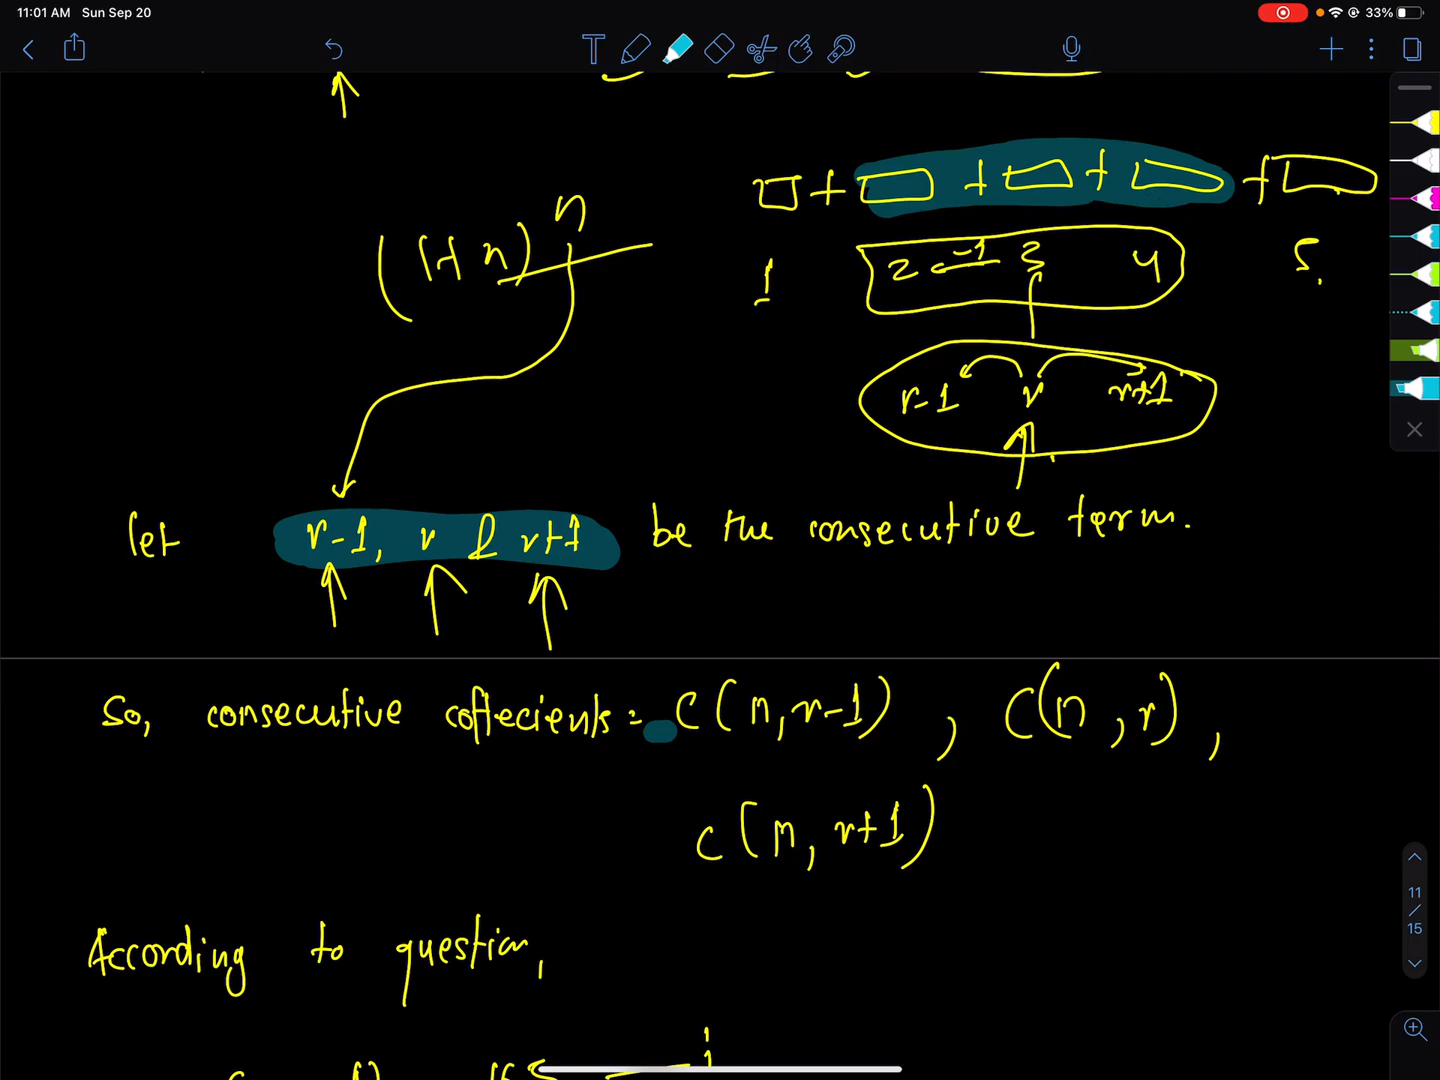 11:01 AM Sun Sep 20
33%
T
□ + □ + □ + □ + □
(1+x)^n
1 2 ← -1 3 4 5.
r-1 r r+1
let r-1, r & r+1 be the consecutive term.
So, consecutive coffecients = C(n, r-1), C(n, r),
C(n, r+1)
According to question,
11
/
15